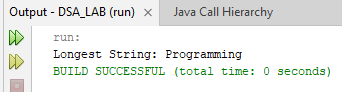 Output - DSA_LAB (run) × Java Call Hierarchy
run:
Longest String: Programming
BUILD SUCCESSFUL (total time: 0 seconds)